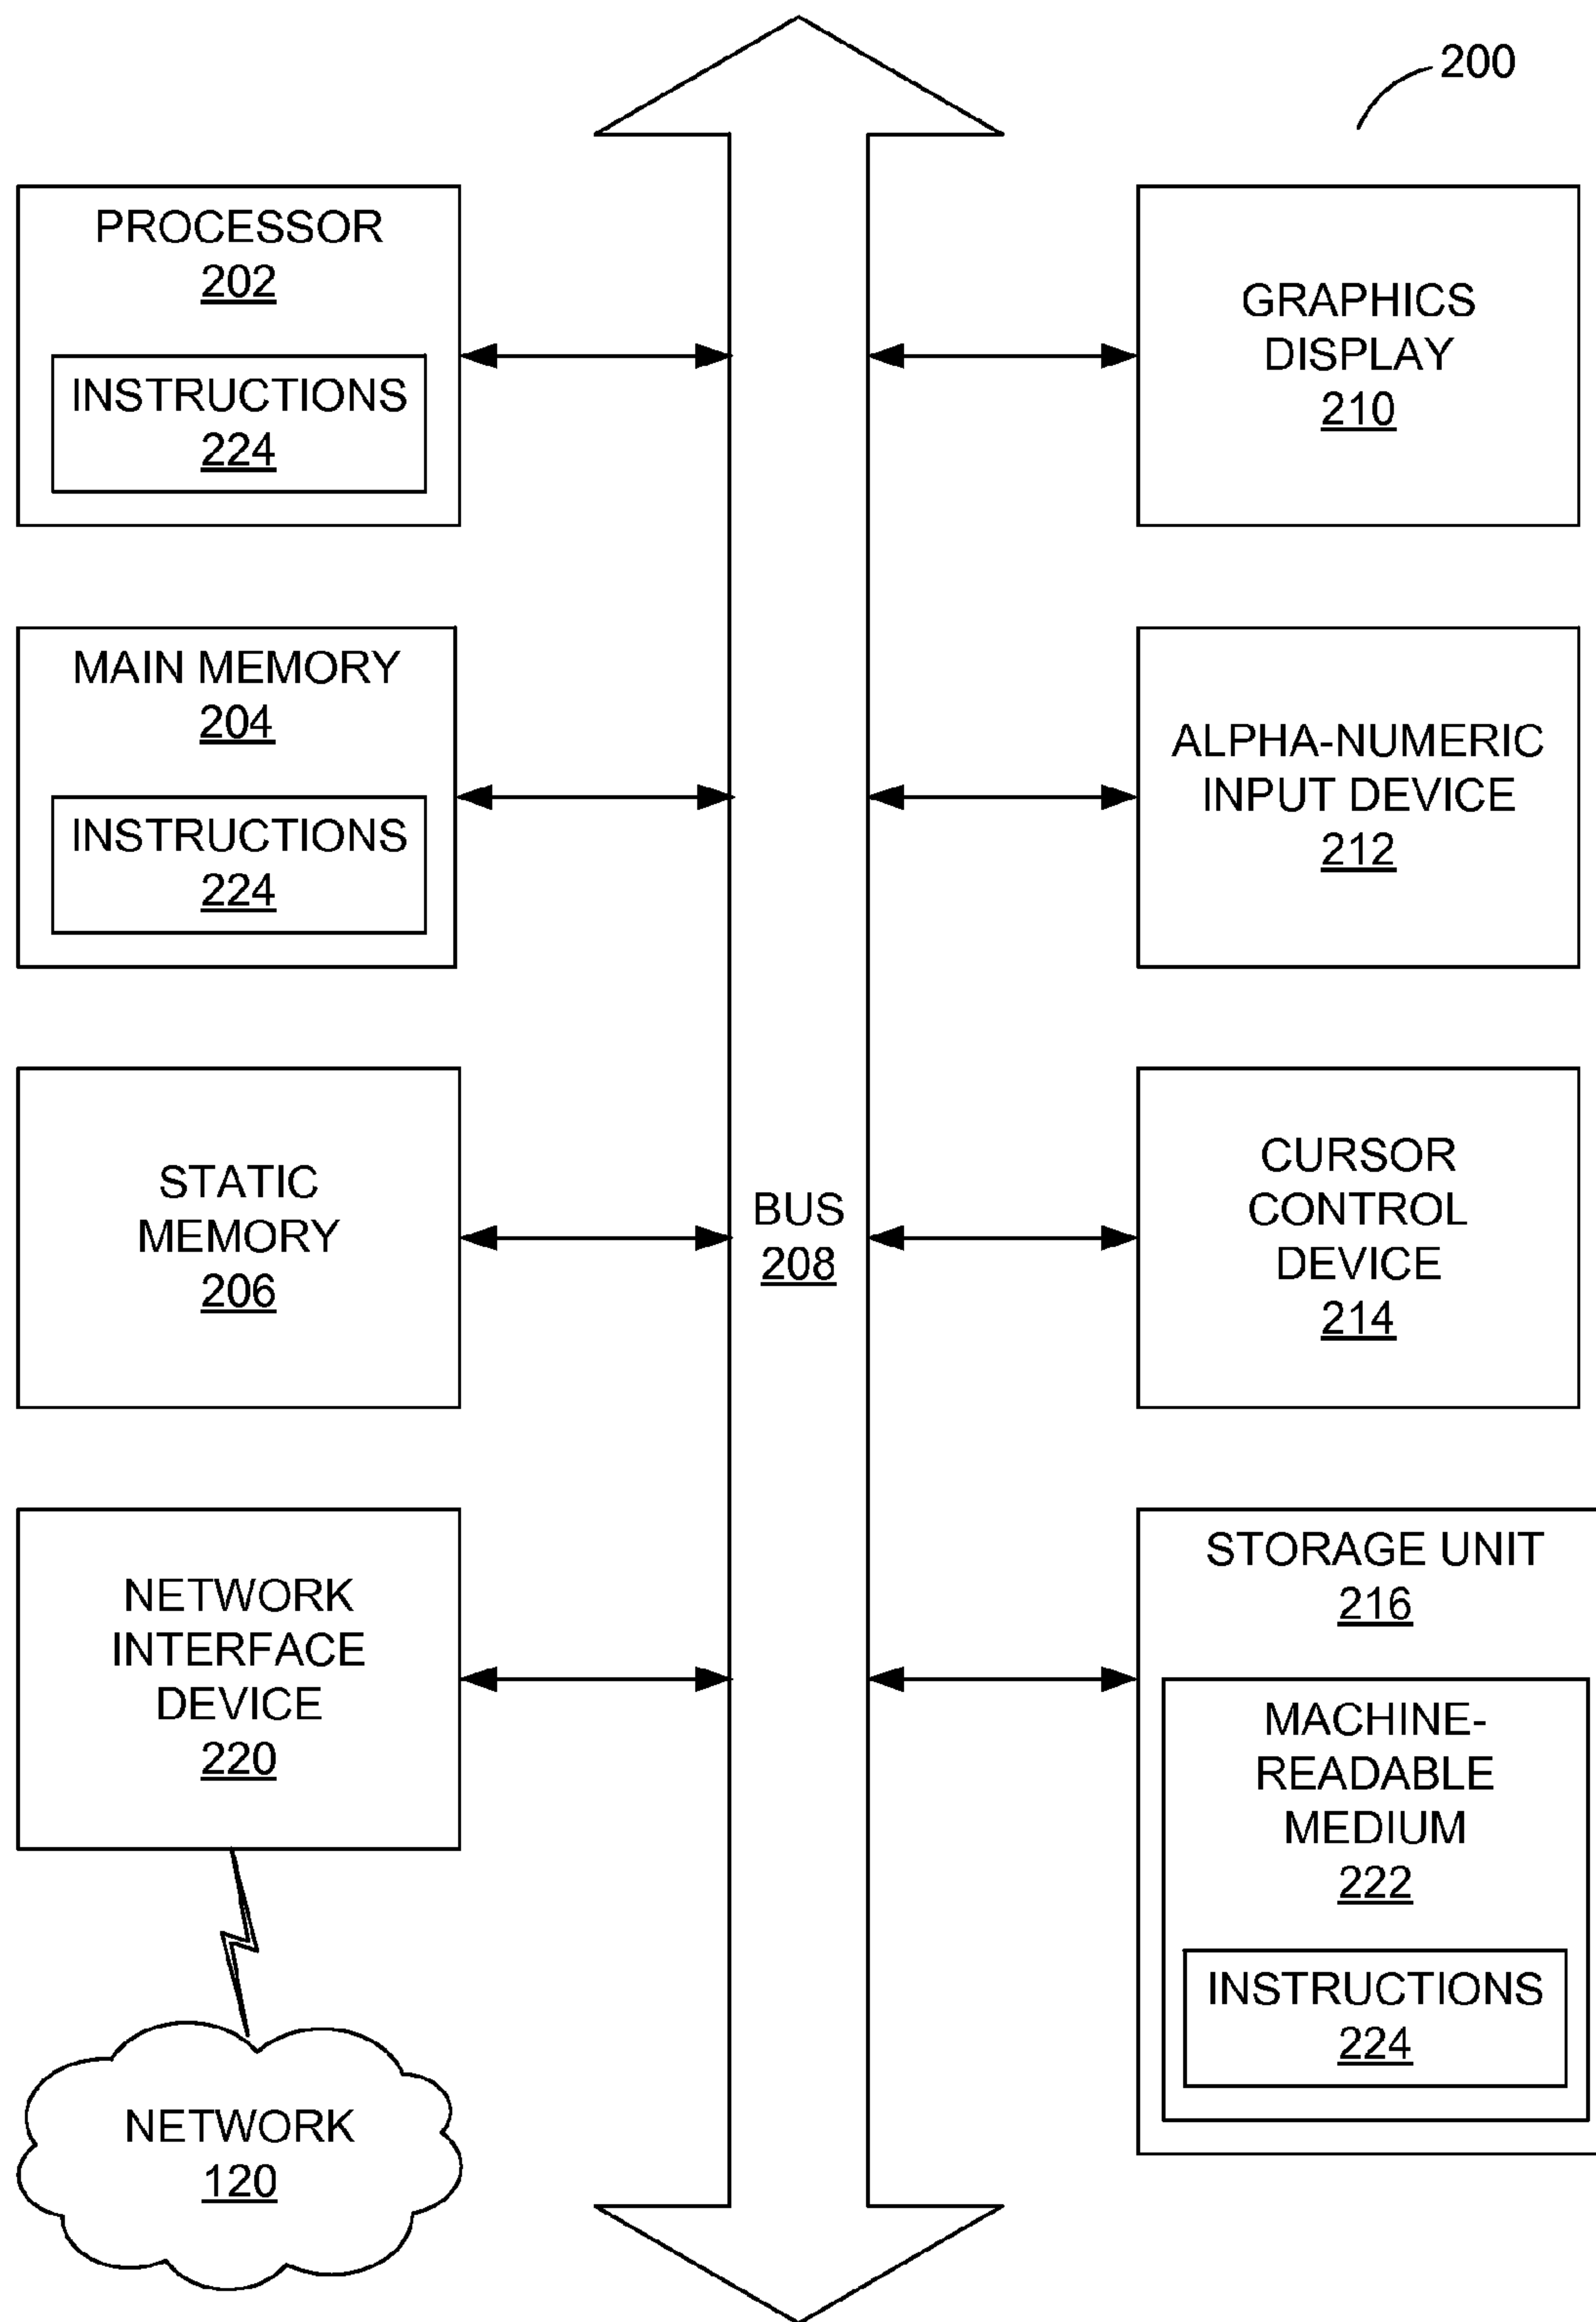 200
PROCESSOR
202
INSTRUCTIONS
224
GRAPHICS
DISPLAY
210
MAIN MEMORY
204
INSTRUCTIONS
224
ALPHA-NUMERIC
INPUT DEVICE
212
STATIC
MEMORY
206
BUS
208
CURSOR
CONTROL
DEVICE
214
NETWORK
INTERFACE
DEVICE
220
STORAGE UNIT
216
MACHINE-
READABLE
MEDIUM
222
INSTRUCTIONS
224
NETWORK
120